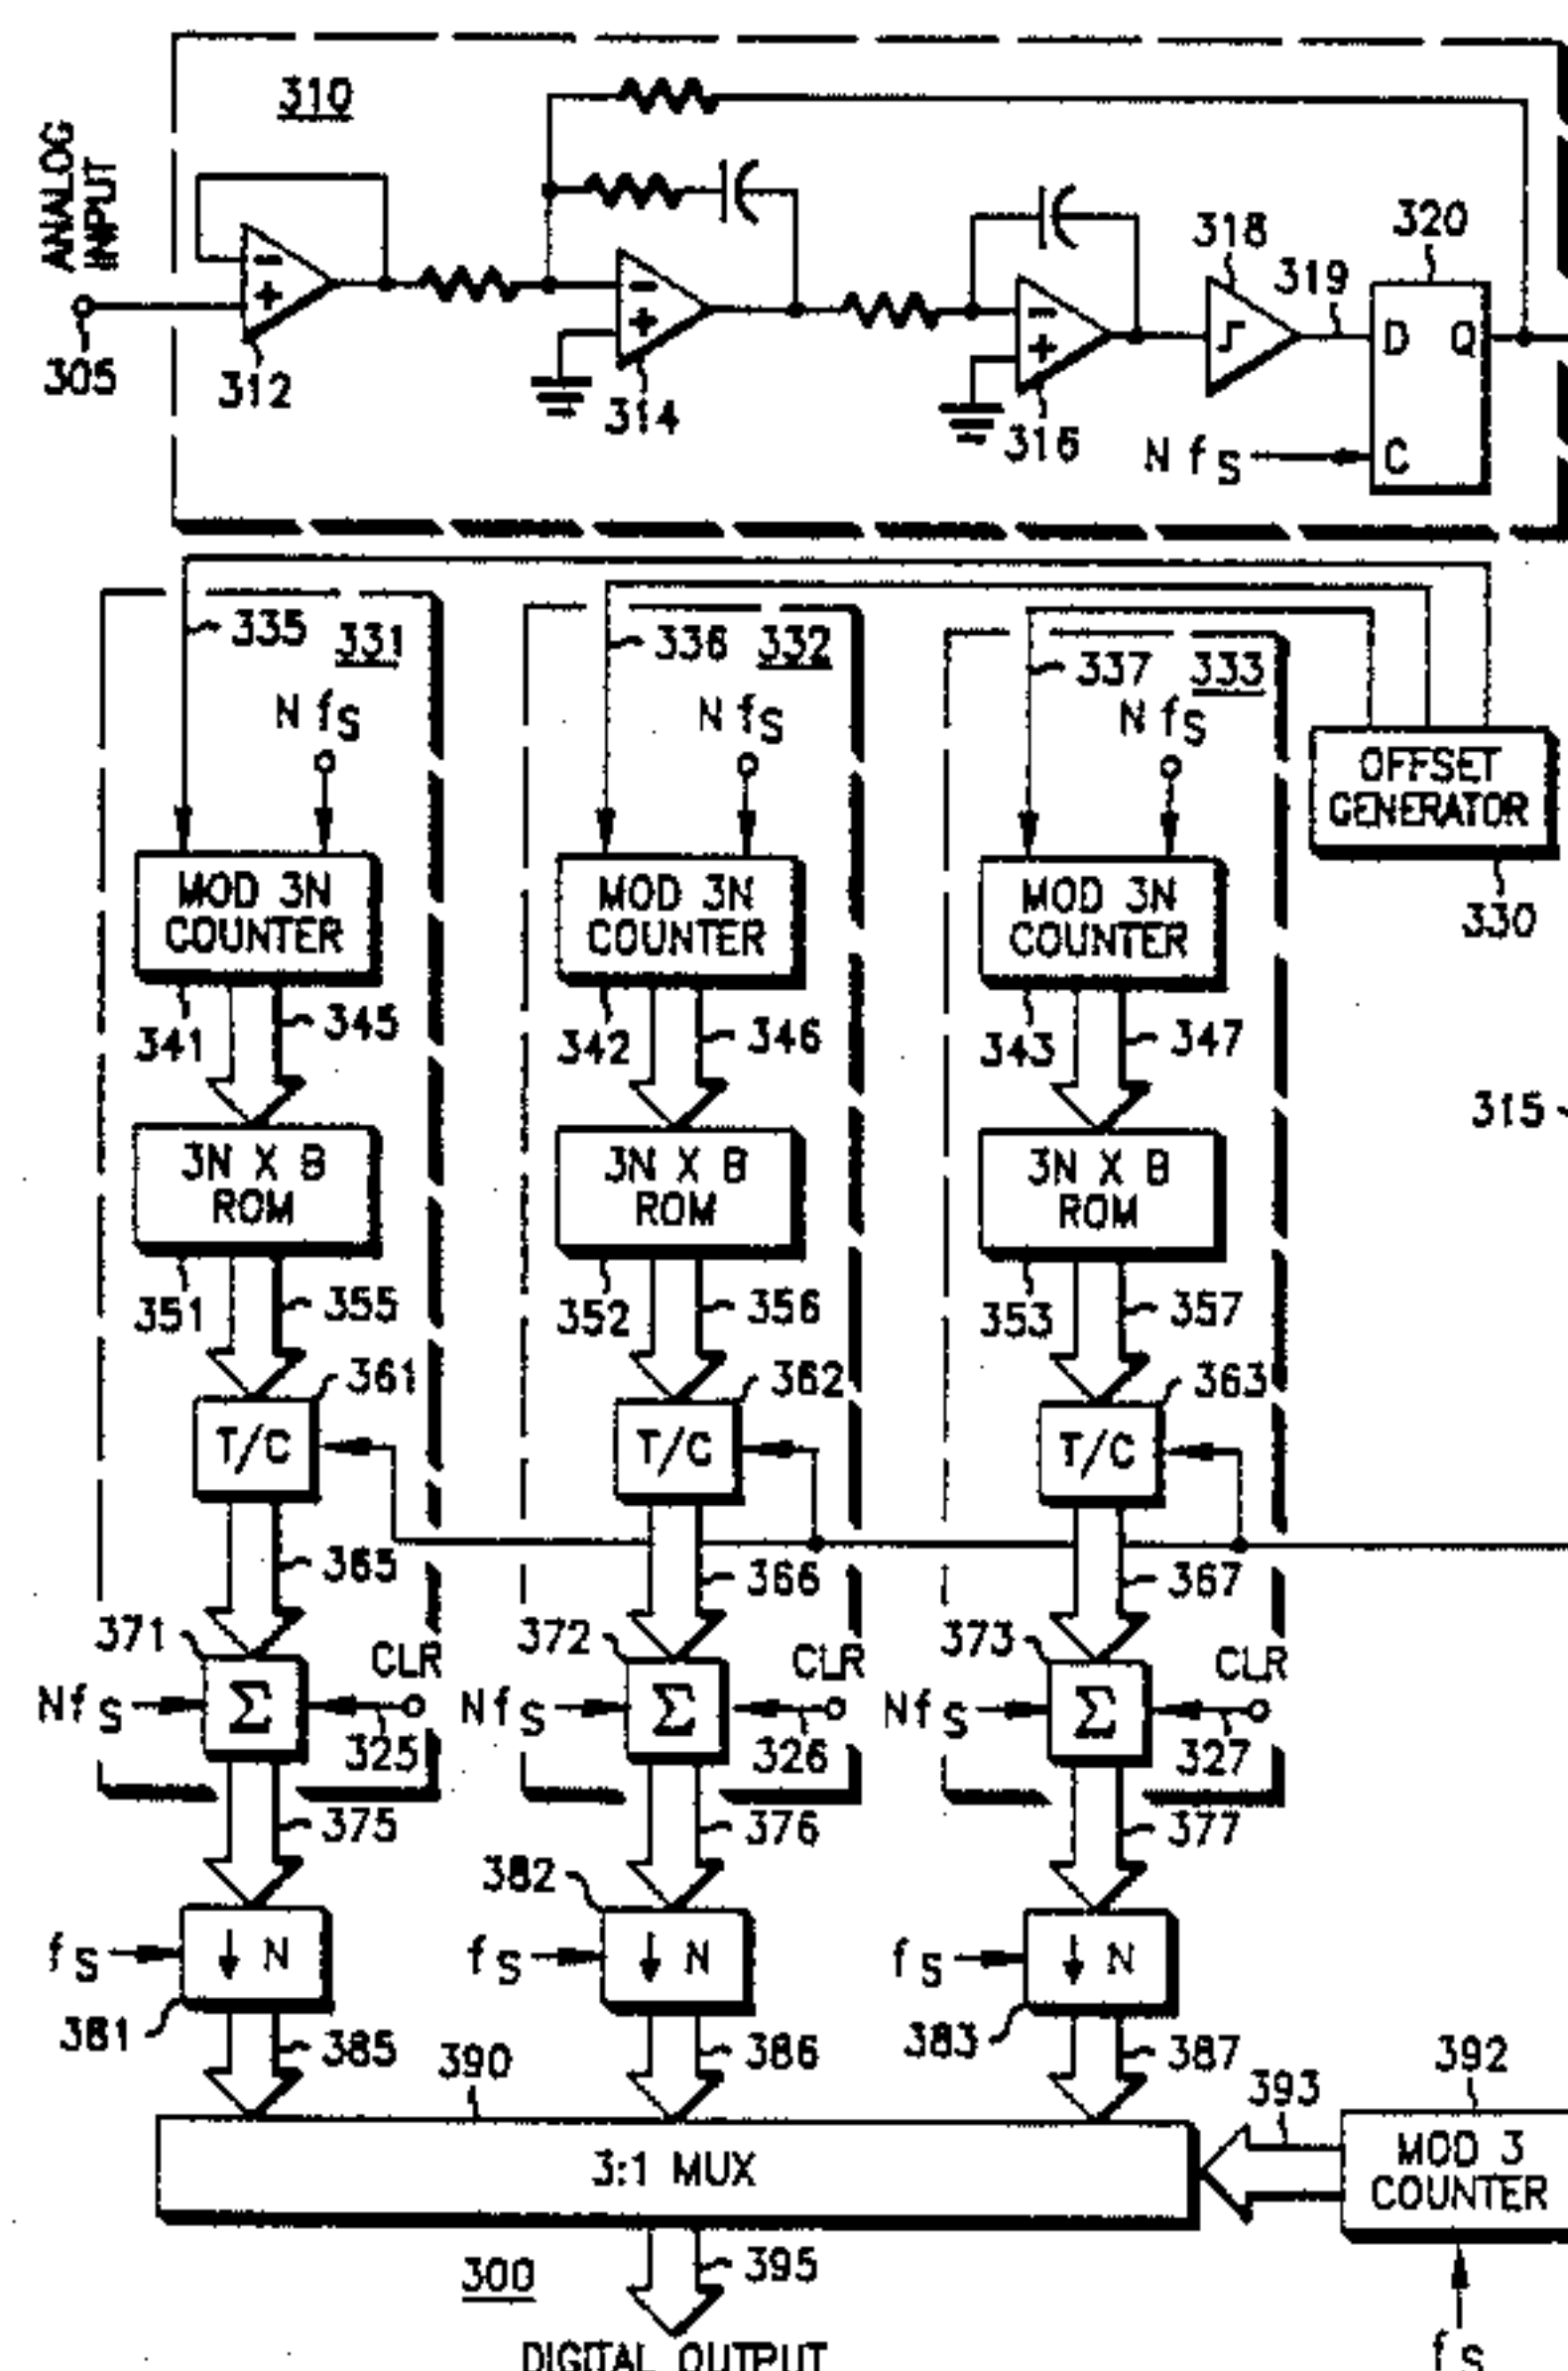 310
ANALOG
INPUT
305
312
314
316
318
319
320
D Q
C
N fS
335 331
336 332
337 333
N fS
N fS
N fS
OFFSET
GENERATOR
330
MOD 3N
COUNTER
MOD 3N
COUNTER
MOD 3N
COUNTER
341 345
342 346
343 347
315
3N X B
ROM
3N X B
ROM
3N X B
ROM
351 355
352 356
353 357
361
362
363
T/C
T/C
T/C
365
366
367
371
372
373
CLR
CLR
CLR
NfS Σ
NfS Σ
NfS Σ
325
326
327
375
376
377
382
fS ↓ N
fS ↓ N
fS ↓ N
381 385
386
383 387
390
393
392
3:1 MUX
MOD 3
COUNTER
300
395
DIGITAL OUTPUT
fS